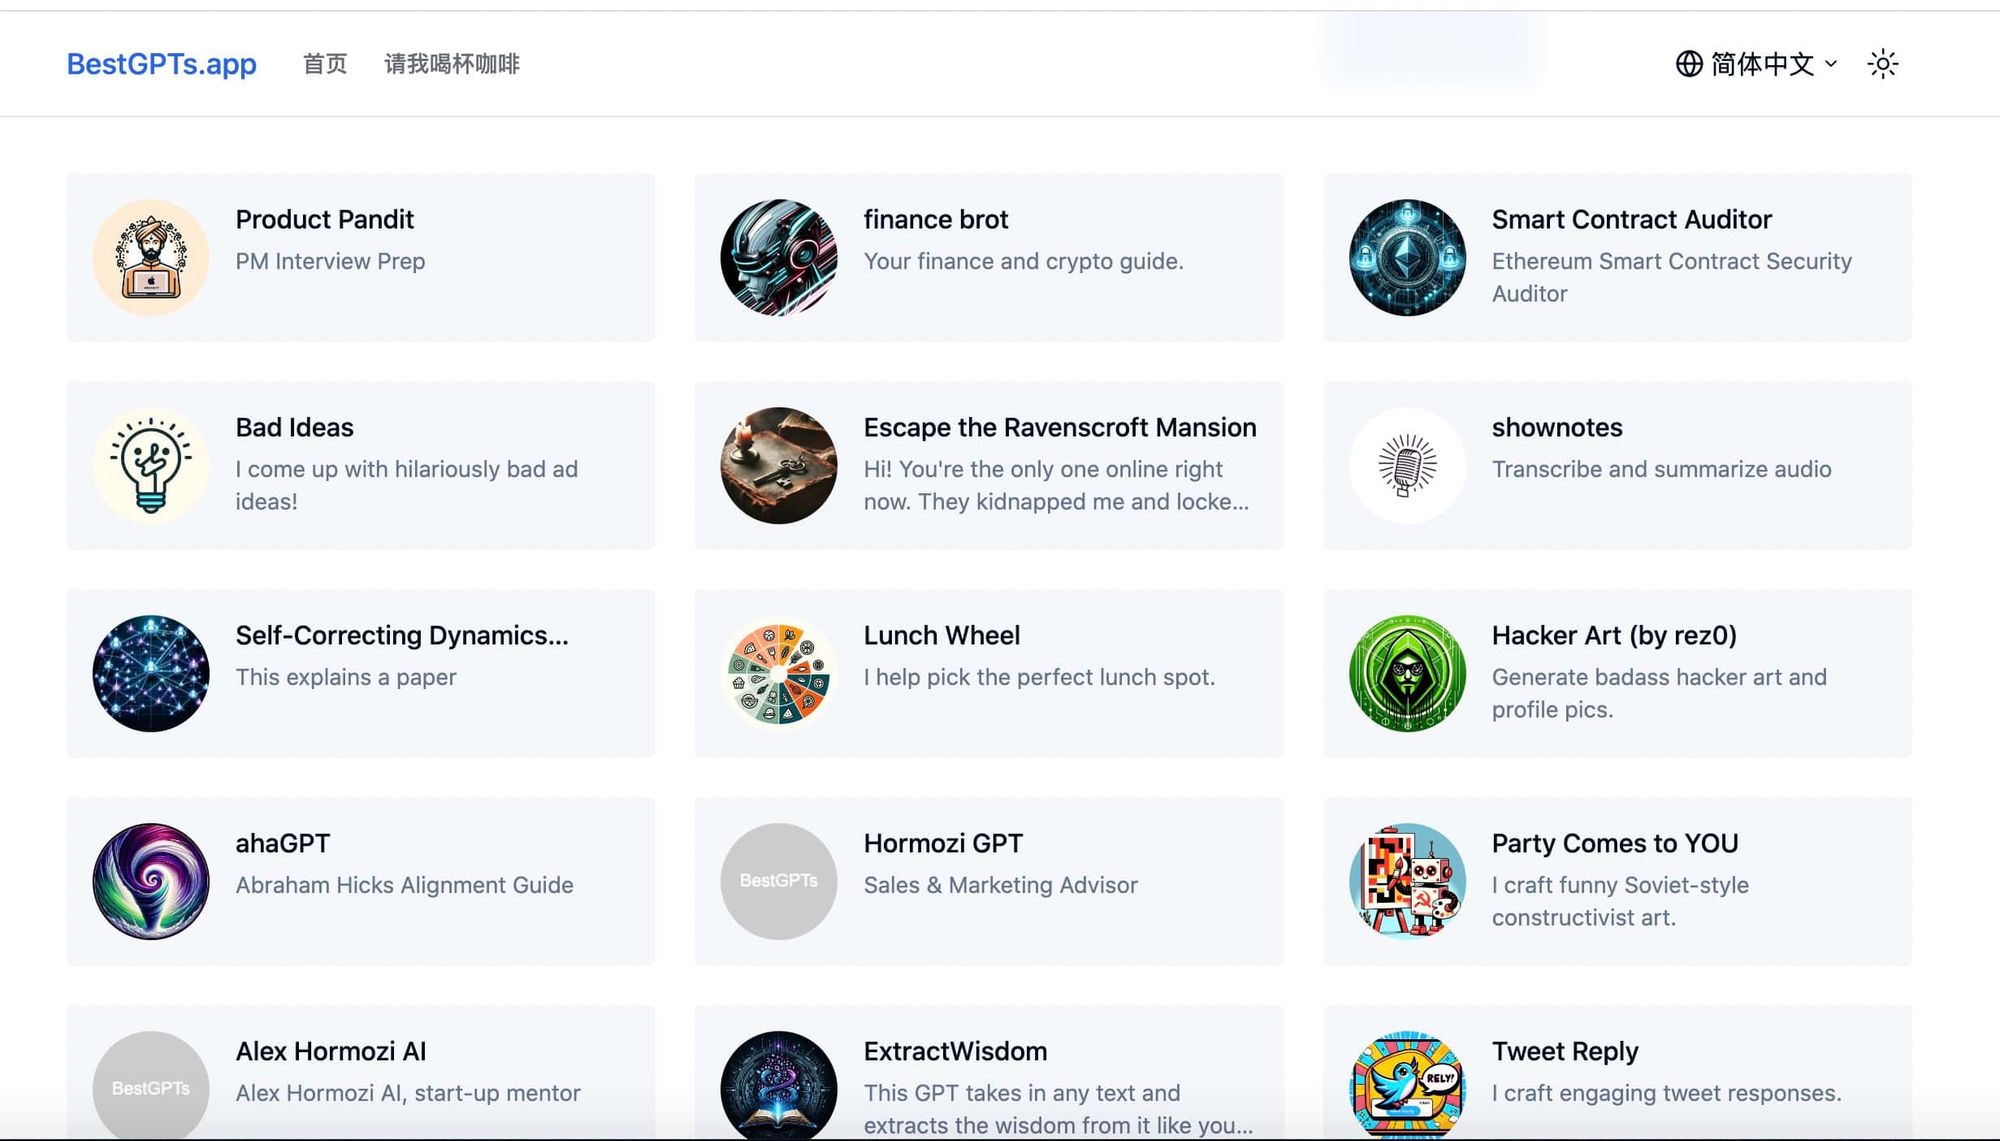 BestGPTs.app
首页
请我喝杯咖啡
简体中文
Product Pandit
PM Interview Prep
finance brot
Your finance and crypto guide.
Smart Contract Auditor
Ethereum Smart Contract Security
Auditor
Bad Ideas
I come up with hilariously bad ad
ideas!
Escape the Ravenscroft Mansion
Hi! You're the only one online right
now. They kidnapped me and locke...
shownotes
Transcribe and summarize audio
Self-Correcting Dynamics...
This explains a paper
Lunch Wheel
I help pick the perfect lunch spot.
Hacker Art (by rez0)
Generate badass hacker art and
profile pics.
ahaGPT
Abraham Hicks Alignment Guide
BestGPTs
Hormozi GPT
Sales & Marketing Advisor
Party Comes to YOU
I craft funny Soviet-style
constructivist art.
BestGPTs
Alex Hormozi AI
Alex Hormozi AI, start-up mentor
ExtractWisdom
This GPT takes in any text and
extracts the wisdom from it like you...
RELY!
Tweet Reply
I craft engaging tweet responses.